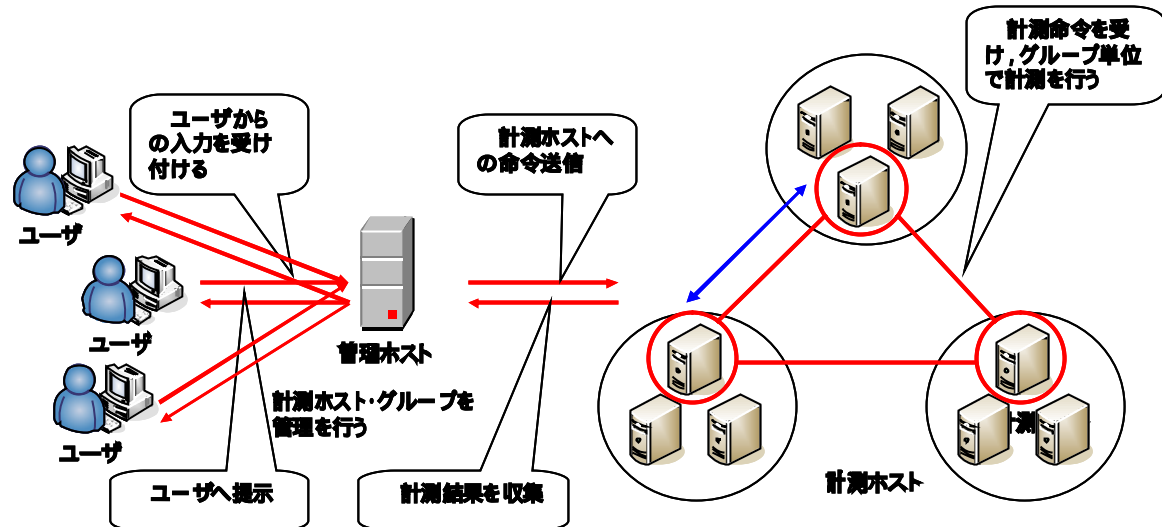 計測命令を受
け,グループ単位
で計測を行う
ユーザから
の入力を受け
付ける
計測ホストへ
の命令送信
ユーザ
ユーザ
ユーザ
管理ホスト
計測ホスト・グループを
管理を行う
ユーザへ提示
計測結果を収集
計測ホスト